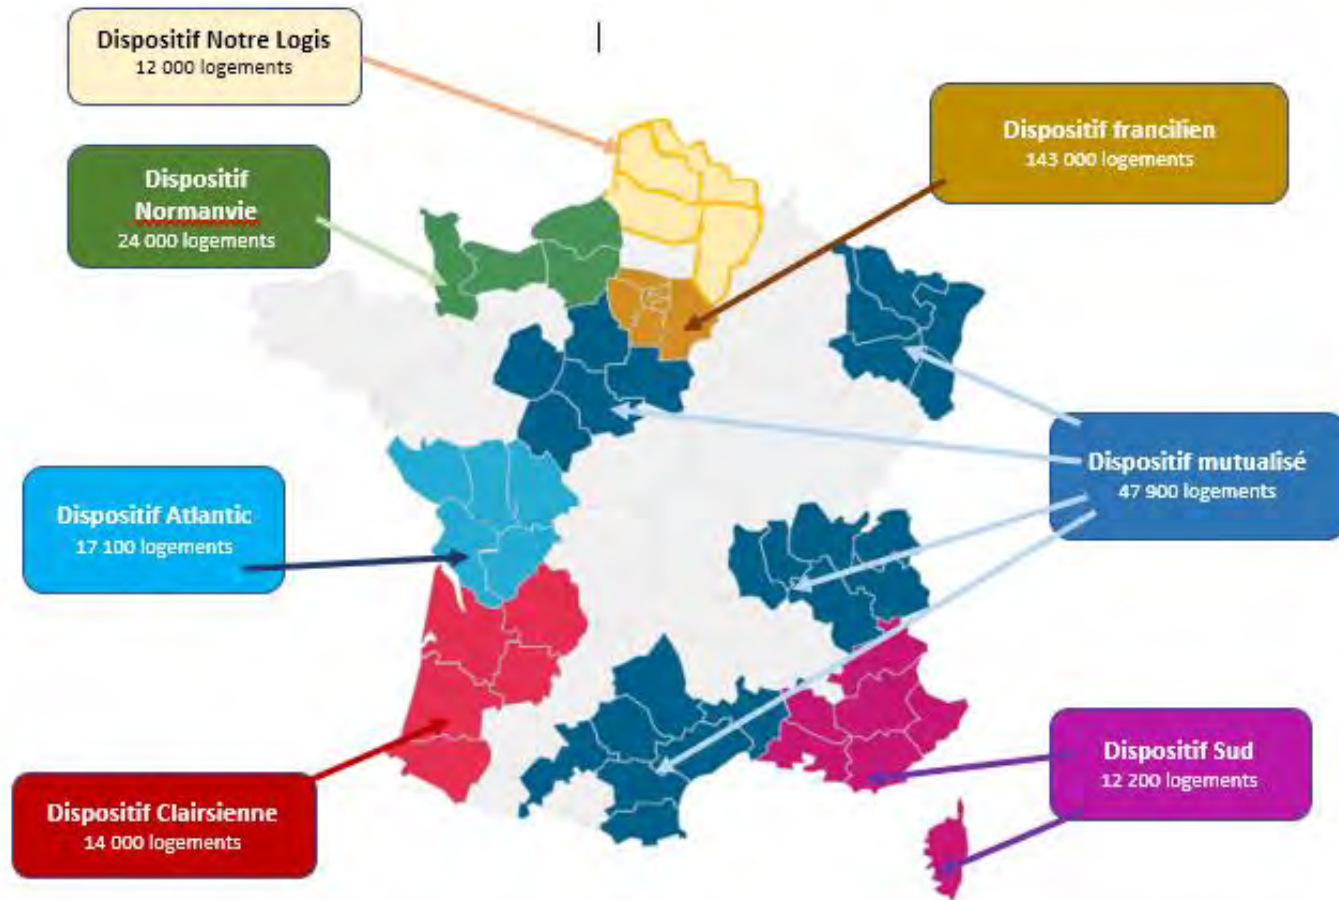 Dispositif Notre Logis
12 000 logements
Dispositif francilien
143 000 logements
Dispositif
Normanvie
24 000 logements
Dispositif mutualisé
47 900 logements
Dispositif Atlantic
17 100 logements
Dispositif Sud
12 200 logements
Dispositif Clairsienne
14 000 logements